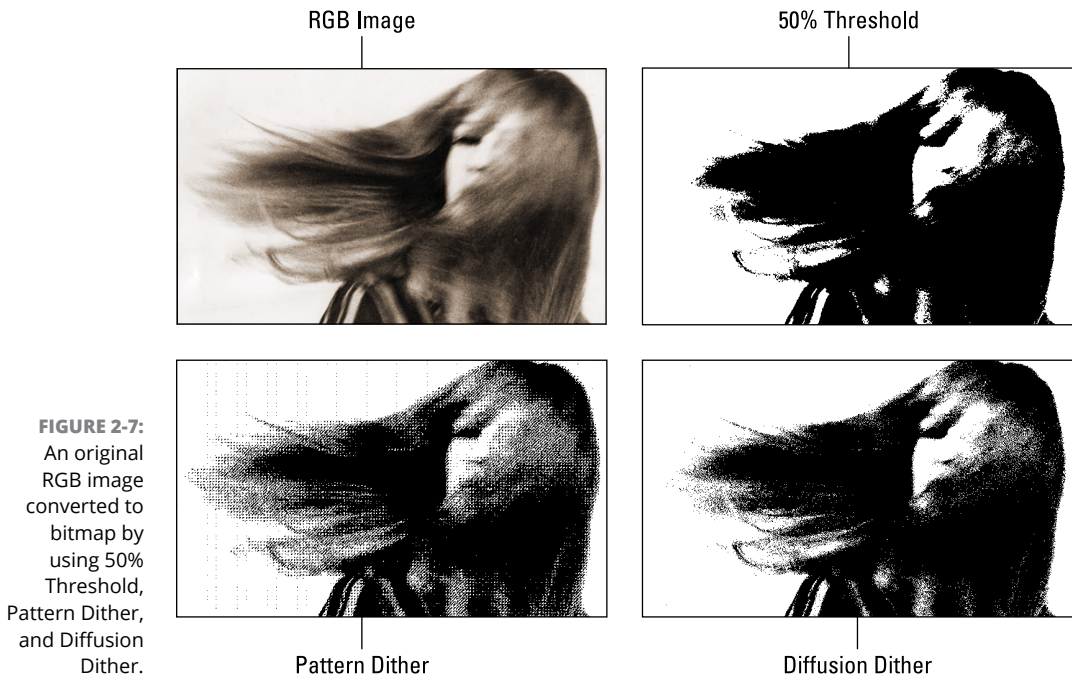 RGB Image
50% Threshold
FIGURE 2-7:
An original
RGB image
converted to
bitmap by
using 50%
Threshold,
Pattern Dither,
and Diffusion
Dither.
Pattern Dither
Diffusion Dither